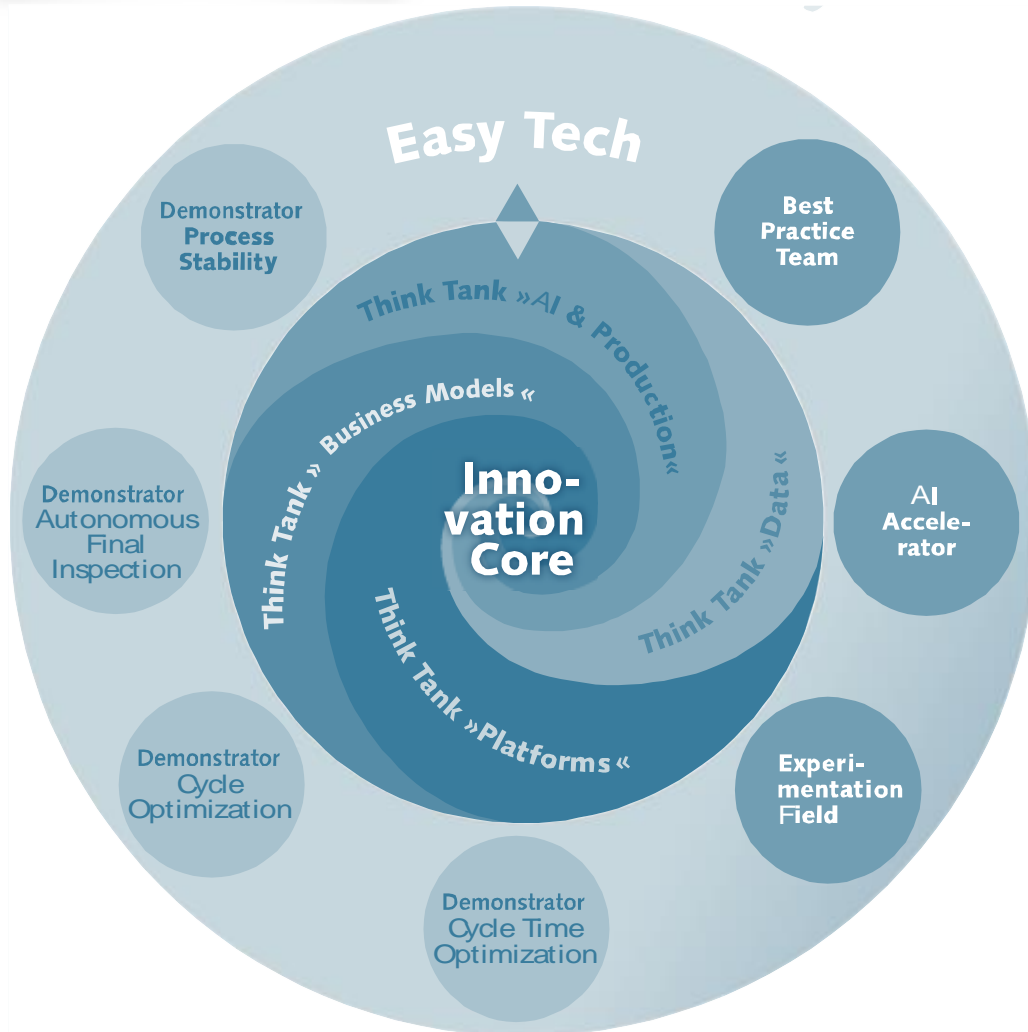 Easy Tech
Demonstrator
Process
Stability
Best
Practice
Team
Think Tank »AI & Production«
Think Tank » Business Models «
Inno-
vation
Core
Think Tank »Data «
Demonstrator
Autonomous
Final
Inspection
AI
Accele-
rator
Think Tank »Platforms «
Demonstrator
Cycle
Optimization
Experi-
mentation
Field
Demonstrator
Cycle Time
Optimization